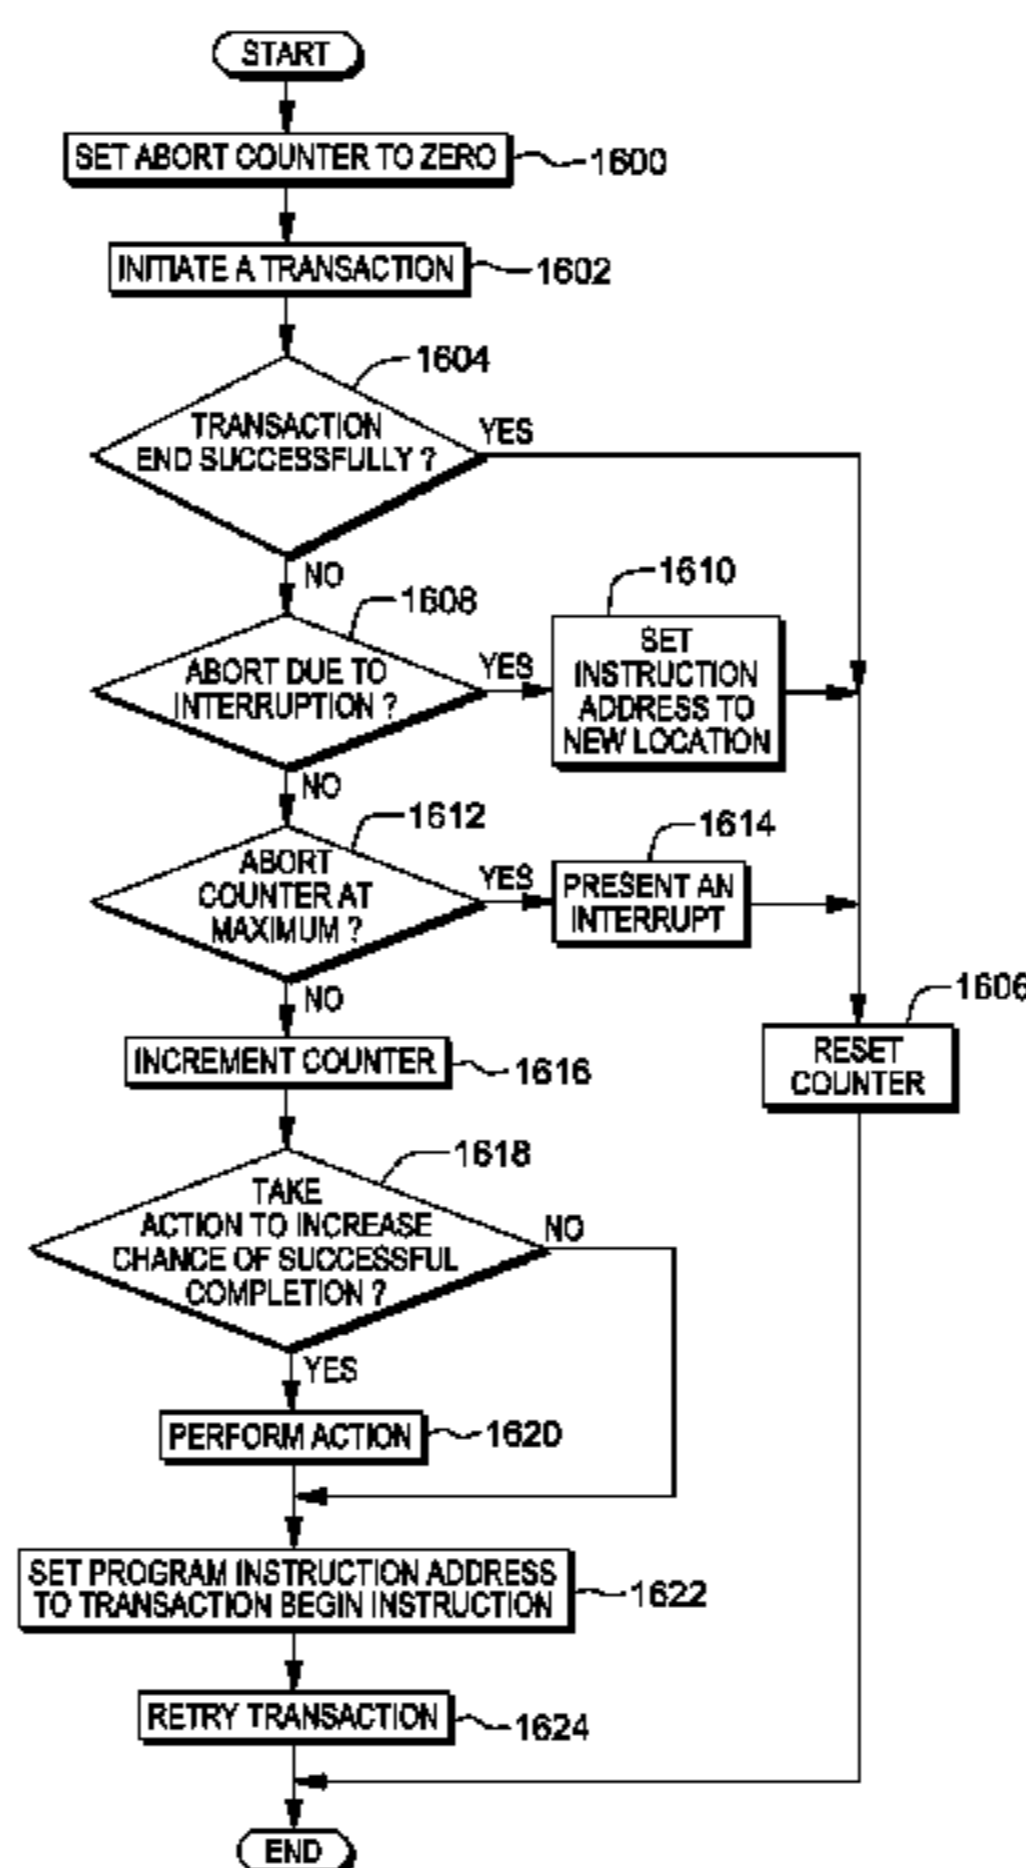 START
SET ABORT COUNTER TO ZERO
1600
INITIATE A TRANSACTION
1602
1604
TRANSACTION
END SUCCESSFULLY ?
YES
NO
1608
ABORT DUE TO
INTERRUPTION ?
YES
1610
SET
INSTRUCTION
ADDRESS TO
NEW LOCATION
NO
1612
ABORT
COUNTER AT
MAXIMUM ?
YES
1614
PRESENT AN
INTERRUPT
NO
1606
RESET
COUNTER
INCREMENT COUNTER
1616
1618
TAKE
ACTION TO INCREASE
CHANCE OF SUCCESSFUL
COMPLETION ?
NO
YES
PERFORM ACTION
1620
SET PROGRAM INSTRUCTION ADDRESS
TO TRANSACTION BEGIN INSTRUCTION
1622
RETRY TRANSACTION
1624
END